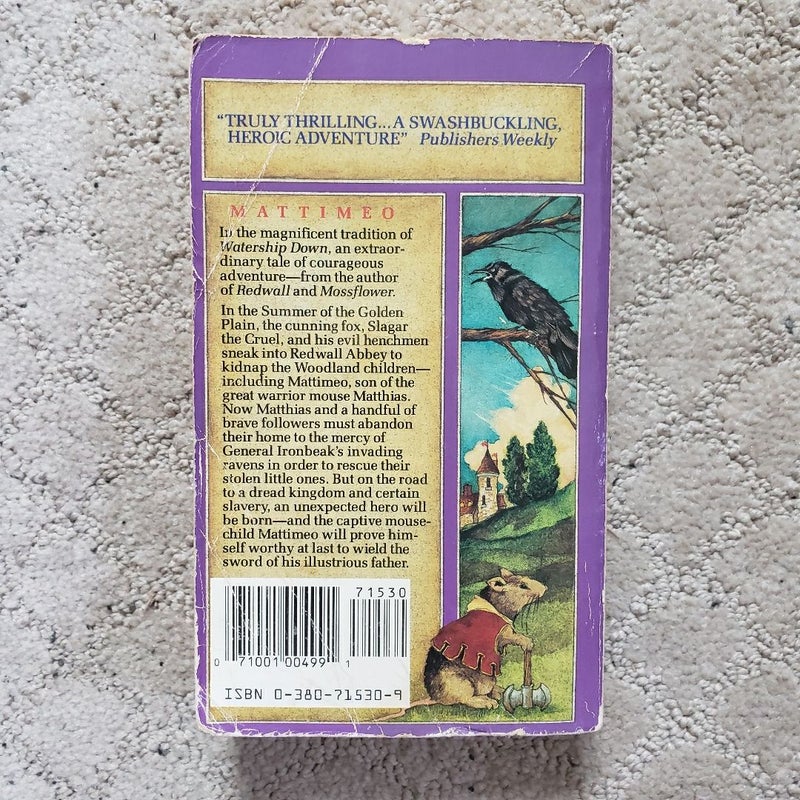 “TRULY THRILLING...A SWASHBUCKLING,
HEROIC ADVENTURE” Publishers Weekly
MATTIMEO
In the magnificent tradition of
Watership Down, an extraor-
dinary tale of courageous
adventure—from the author
of Redwall and Mossflower.
In the Summer of the Golden
Plain, the cunning fox, Slagar
the Cruel, and his evil henchmen
sneak into Redwall Abbey to
kidnap the Woodland children—
including Mattimeo, son of the
great warrior mouse Matthias.
Now Matthias and a handful of
brave followers must abandon
their home to the mercy of
General Ironbeak's invading
ravens in order to rescue their
stolen little ones. But on the road
to a dread kingdom and certain
slavery, an unexpected hero will
be born—and the captive mouse-
child Mattimeo will prove him-
self worthy at last to wield the
sword of his illustrious father.
71530
0 71001 00499 1
ISBN 0-380-71530-9